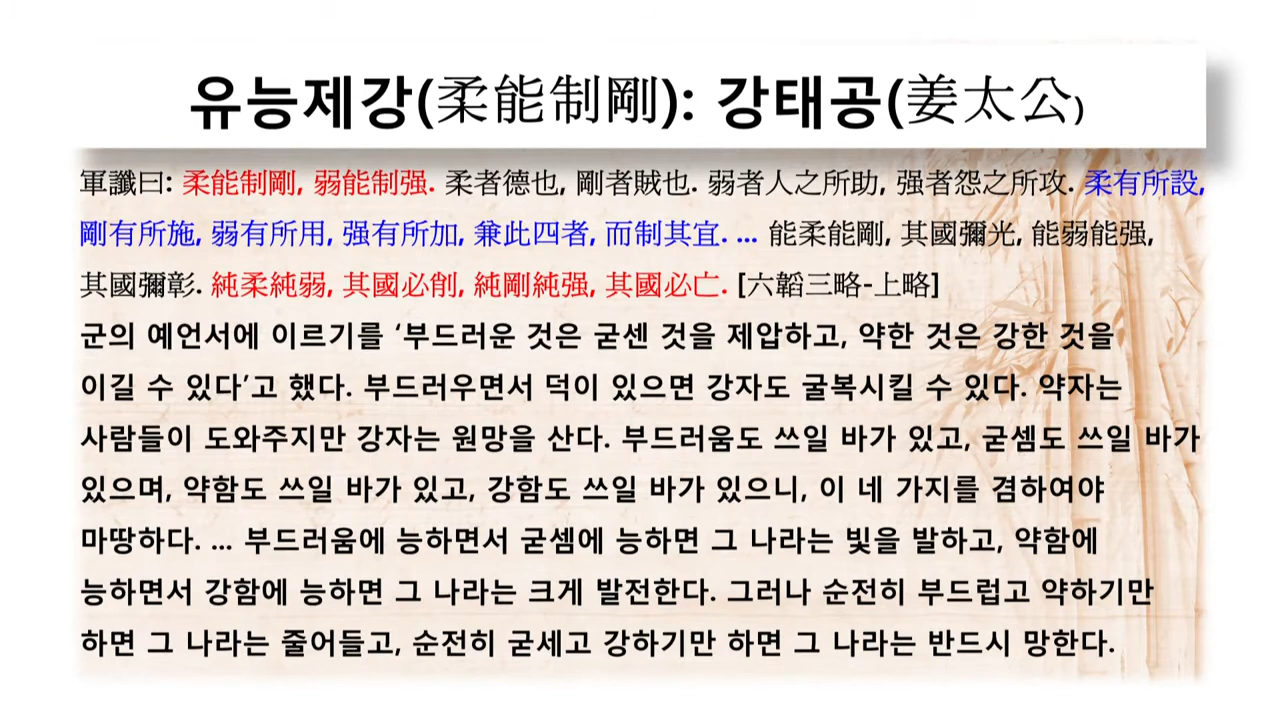 유능제강(柔能制剛): 강태공(姜太公)
軍讖曰: 柔能制剛, 弱能制强. 柔者德也, 剛者賊也. 弱者人之所助, 强者怨之所攻. 柔有所設,
剛有所施, 弱有所用, 强有所加, 兼此四者, 而制其宜. ... 能柔能剛, 其國彌光, 能弱能强,
其國彌彰. 純柔純弱, 其國必削, 純剛純强, 其國必亡. [六韜三略-上略]
군의 예언서에 이르기를 ‘부드러운 것은 굳센 것을 제압하고, 약한 것은 강한 것을
이길 수 있다’고 했다. 부드러우면서 덕이 있으면 강자도 굴복시킬 수 있다. 약자는
사람들이 도와주지만 강자는 원망을 산다. 부드러움도 쓰일 바가 있고, 굳셈도 쓰일 바가
있으며, 약함도 쓰일 바가 있고, 강함도 쓰일 바가 있으니, 이 네 가지를 겸하여야
마땅하다. ... 부드러움에 능하면서 굳셈에 능하면 그 나라는 빛을 발하고, 약함에
능하면서 강함에 능하면 그 나라는 크게 발전한다. 그러나 순전히 부드럽고 약하기만
하면 그 나라는 줄어들고, 순전히 굳세고 강하기만 하면 그 나라는 반드시 망한다.